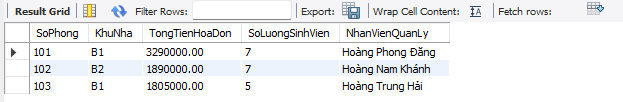 Result Grid Filter Rows: Export: Wrap Cell Content: Fetch rows:
SoPhong KhuNha TongTienHoaDon SoLuongSinhVien NhanVienQuanLy
101 B1 3290000.00 7 Hoàng Phong Đăng
102 B2 1890000.00 7 Hoàng Nam Khánh
103 B1 1805000.00 5 Hoàng Trung Hải